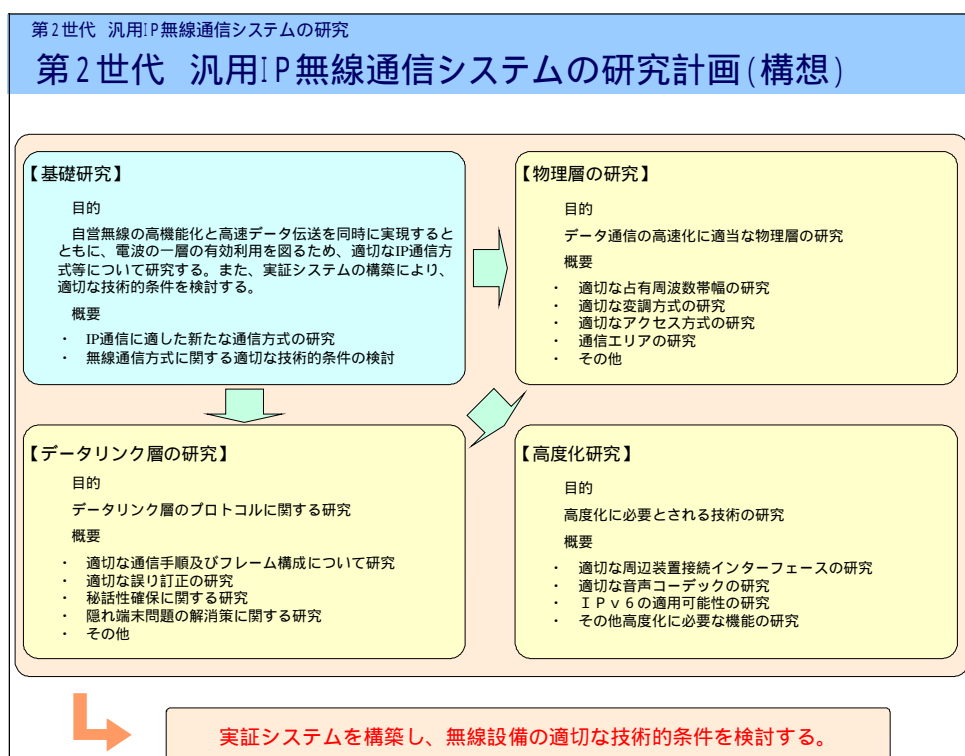 第2世代 汎用IP無線通信システムの研究
第2世代 汎用IP無線通信システムの研究計画(構想)
【基礎研究】
目的
自営無線の高機能化と高速データ伝送を同時に実現すると
ともに、電波の一層の有効利用を図るため、適切なIP通信方
式等について研究する。また、実証システムの構築により、
適切な技術的条件を検討する。
概要
・ IP通信に適した新たな通信方式の研究
・ 無線通信方式に関する適切な技術的条件の検討
【物理層の研究】
目的
データ通信の高速化に適当な物理層の研究
概要
・ 適切な占有周波数帯幅の研究
・ 適切な変調方式の研究
・ 適切なアクセス方式の研究
・ 通信エリアの研究
・ その他
【データリンク層の研究】
目的
データリンク層のプロトコルに関する研究
概要
・ 適切な通信手順及びフレーム構成について研究
・ 適切な誤り訂正の研究
・ 秘話性確保に関する研究
・ 隠れ端末問題の解消策に関する研究
・ その他
【高度化研究】
目的
高度化に必要とされる技術の研究
概要
・ 適切な周辺装置接続インターフェースの研究
・ 適切な音声コーデックの研究
・ IPv6の適用可能性の研究
・ その他高度化に必要な機能の研究
実証システムを構築し、無線設備の適切な技術的条件を検討する。